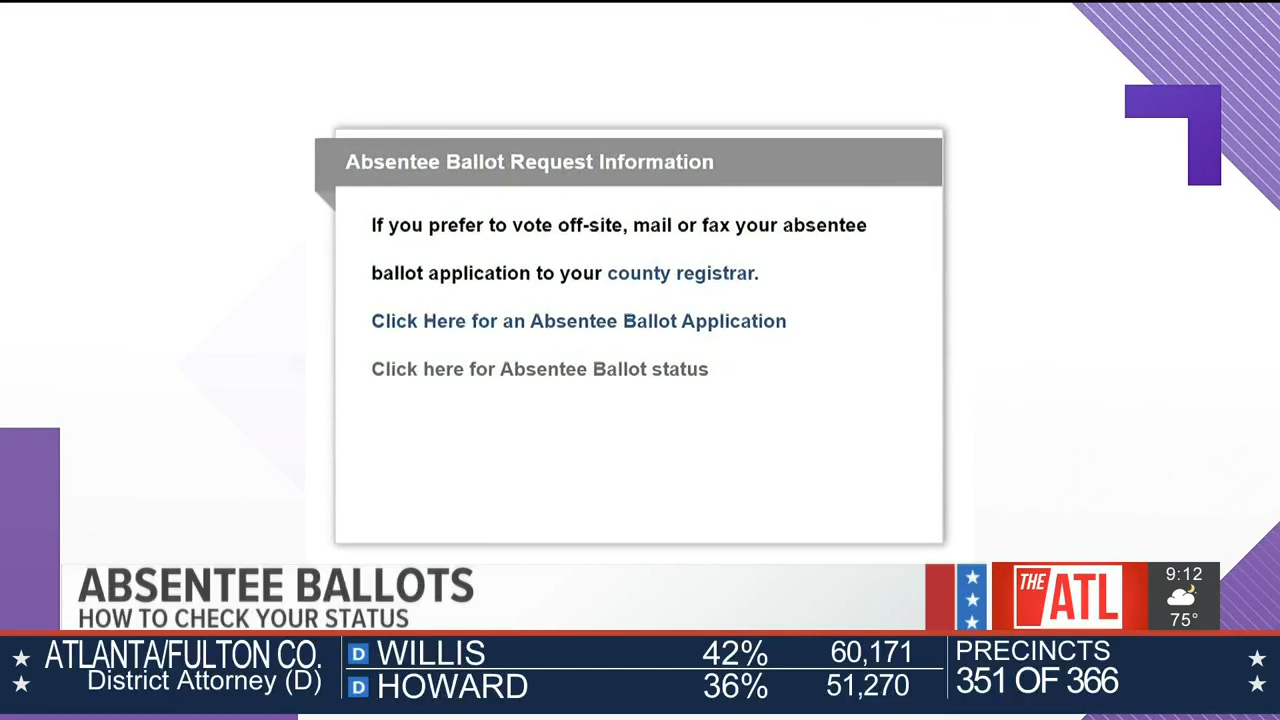 Absentee Ballot Request Information
If you prefer to vote off-site, mail or fax your absentee
ballot application to your county registrar.
Click Here for an Absentee Ballot Application
Click here for Absentee Ballot status
ABSENTEE BALLOTS
HOW TO CHECK YOUR STATUS
THE ATL
9:12
75°
ATLANTA/FULTON CO.
District Attorney (D)
D WILLIS 42% 60,171
D HOWARD 36% 51,270
PRECINCTS
351 OF 366